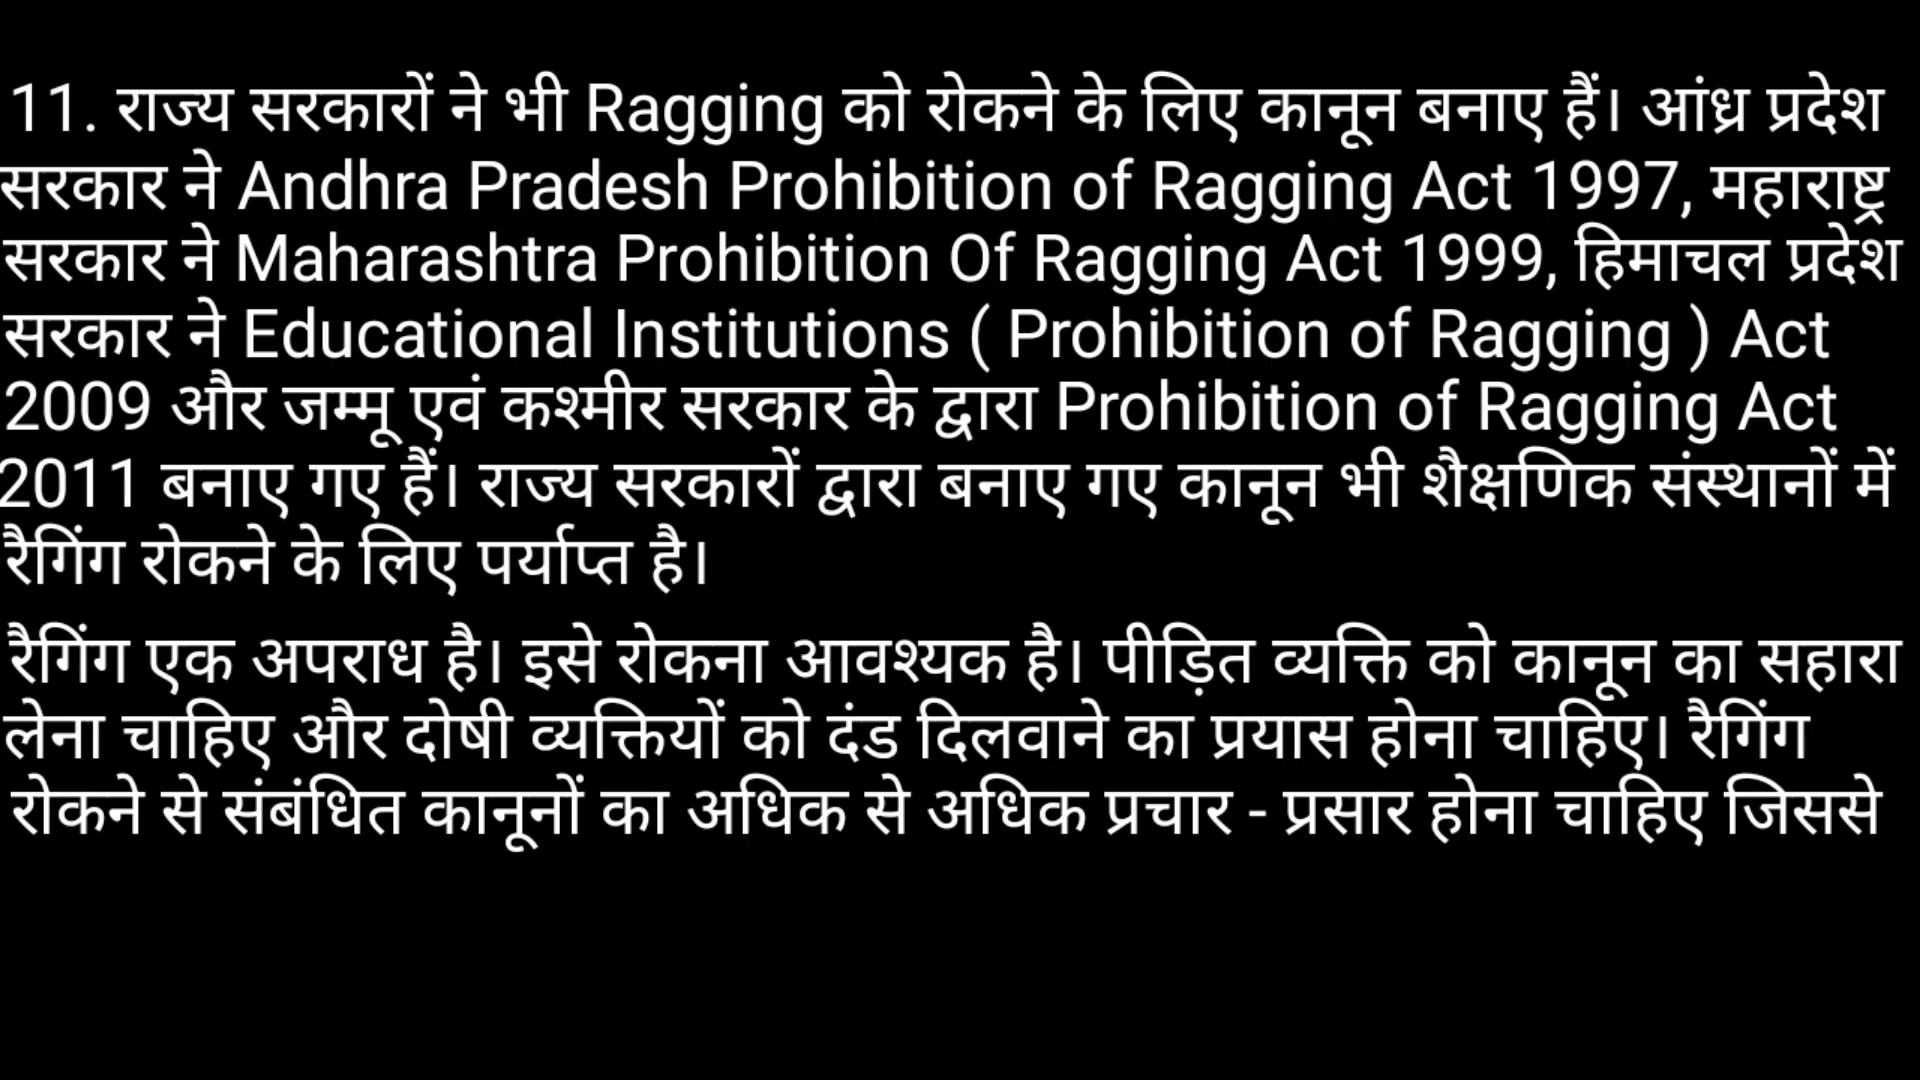 11. राज्य सरकारों ने भी Ragging को रोकने के लिए कानून बनाए हैं। आंध्र प्रदेश
सरकार ने Andhra Pradesh Prohibition of Ragging Act 1997, महाराष्ट्र
सरकार ने Maharashtra Prohibition Of Ragging Act 1999, हिमाचल प्रदेश
सरकार ने Educational Institutions ( Prohibition of Ragging ) Act
2009 और जम्मू एवं कश्मीर सरकार के द्वारा Prohibition of Ragging Act
2011 बनाए गए हैं। राज्य सरकारों द्वारा बनाए गए कानून भी शैक्षणिक संस्थानों में
रैगिंग रोकने के लिए पर्याप्त है।
रैगिंग एक अपराध है। इसे रोकना आवश्यक है। पीड़ित व्यक्ति को कानून का सहारा
लेना चाहिए और दोषी व्यक्तियों को दंड दिलवाने का प्रयास होना चाहिए। रैगिंग
रोकने से संबंधित कानूनों का अधिक से अधिक प्रचार - प्रसार होना चाहिए जिससे